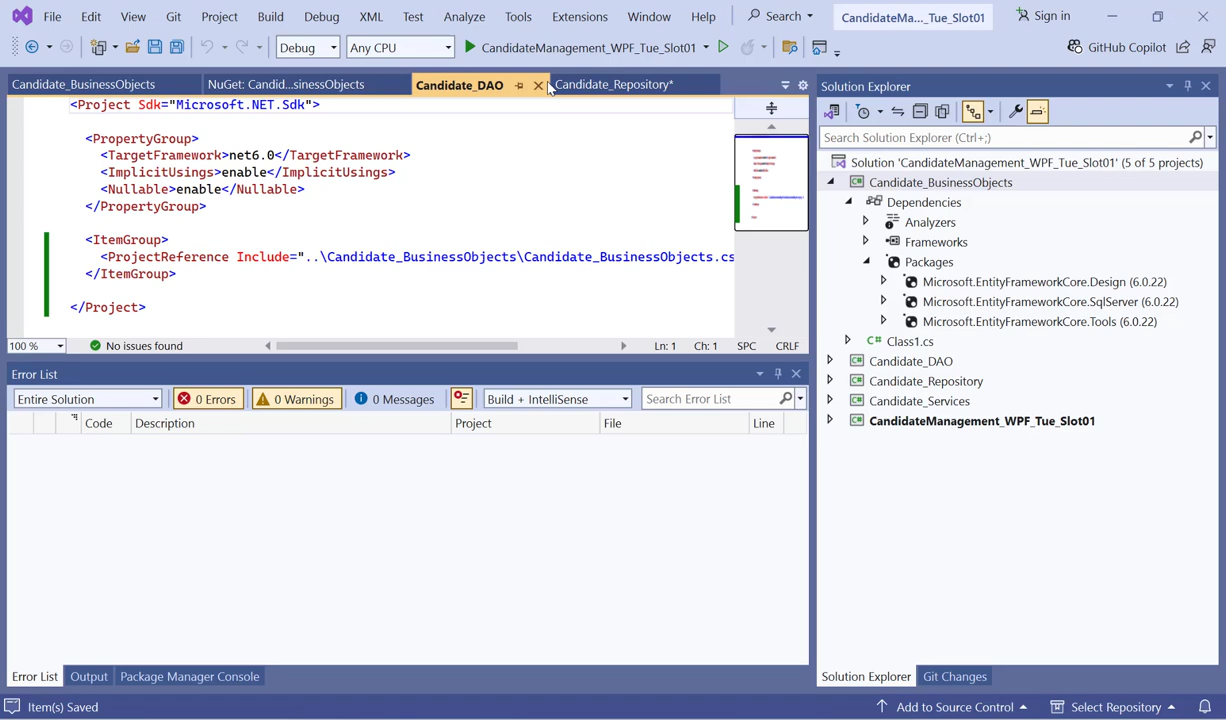 File Edit View Git Project Build Debug XML Test Analyze Tools Extensions Window Help Search CandidateMa..._Tue_Slot01 Sign in
Debug Any CPU CandidateManagement_WPF_Tue_Slot01 GitHub Copilot
Candidate_BusinessObjects NuGet: Candid...sinessObjects Candidate_DAO Candidate_Repository*
<Project Sdk="Microsoft.NET.Sdk">
<PropertyGroup>
<TargetFramework>net6.0</TargetFramework>
<ImplicitUsings>enable</ImplicitUsings>
<Nullable>enable</Nullable>
</PropertyGroup>
<ItemGroup>
<ProjectReference Include="..\Candidate_BusinessObjects\Candidate_BusinessObjects.cs
</ItemGroup>
</Project>
100 % No issues found Ln: 1 Ch: 1 SPC CRLF
Error List
Entire Solution 0 Errors 0 Warnings 0 Messages Build + IntelliSense Search Error List
Code Description Project File Line
Error List Output Package Manager Console
Solution Explorer
Search Solution Explorer (Ctrl+;)
Solution 'CandidateManagement_WPF_Tue_Slot01' (5 of 5 projects)
Candidate_BusinessObjects
Dependencies
Analyzers
Frameworks
Packages
Microsoft.EntityFrameworkCore.Design (6.0.22)
Microsoft.EntityFrameworkCore.SqlServer (6.0.22)
Microsoft.EntityFrameworkCore.Tools (6.0.22)
C# Class1.cs
Candidate_DAO
Candidate_Repository
Candidate_Services
CandidateManagement_WPF_Tue_Slot01
Solution Explorer Git Changes
Item(s) Saved Add to Source Control Select Repository